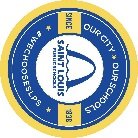 OUR CITY • OUR SCHOOLS
SINCE
1838
SAINT LOUIS
PUBLIC SCHOOLS
#WECHOOSESLPS